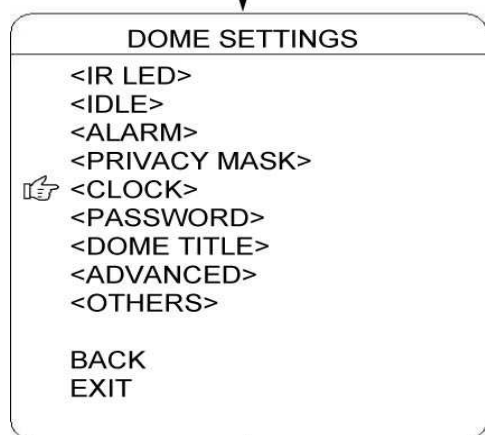 DOME SETTINGS
<IR LED>
<IDLE>
<ALARM>
<PRIVACY MASK>
<CLOCK>
<PASSWORD>
<DOME TITLE>
<ADVANCED>
<OTHERS>
BACK
EXIT